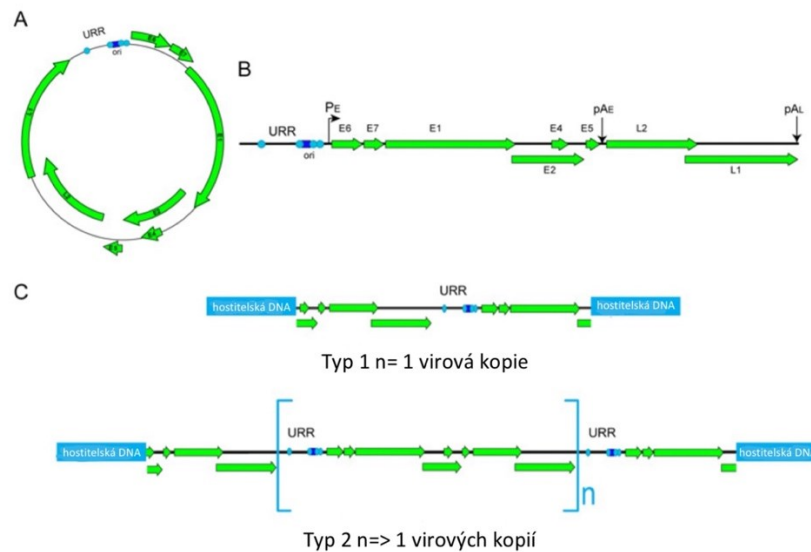 A
URR
ori
B
URR
ori
PE
E6
E7
E1
E2
E4
E5
pAE
L2
L1
pAL
C
hostitelská DNA
URR
hostitelská DNA
Typ 1 n= 1 virová kopie
hostitelská DNA
URR
n
URR
hostitelská DNA
Typ 2 n=> 1 virových kopií